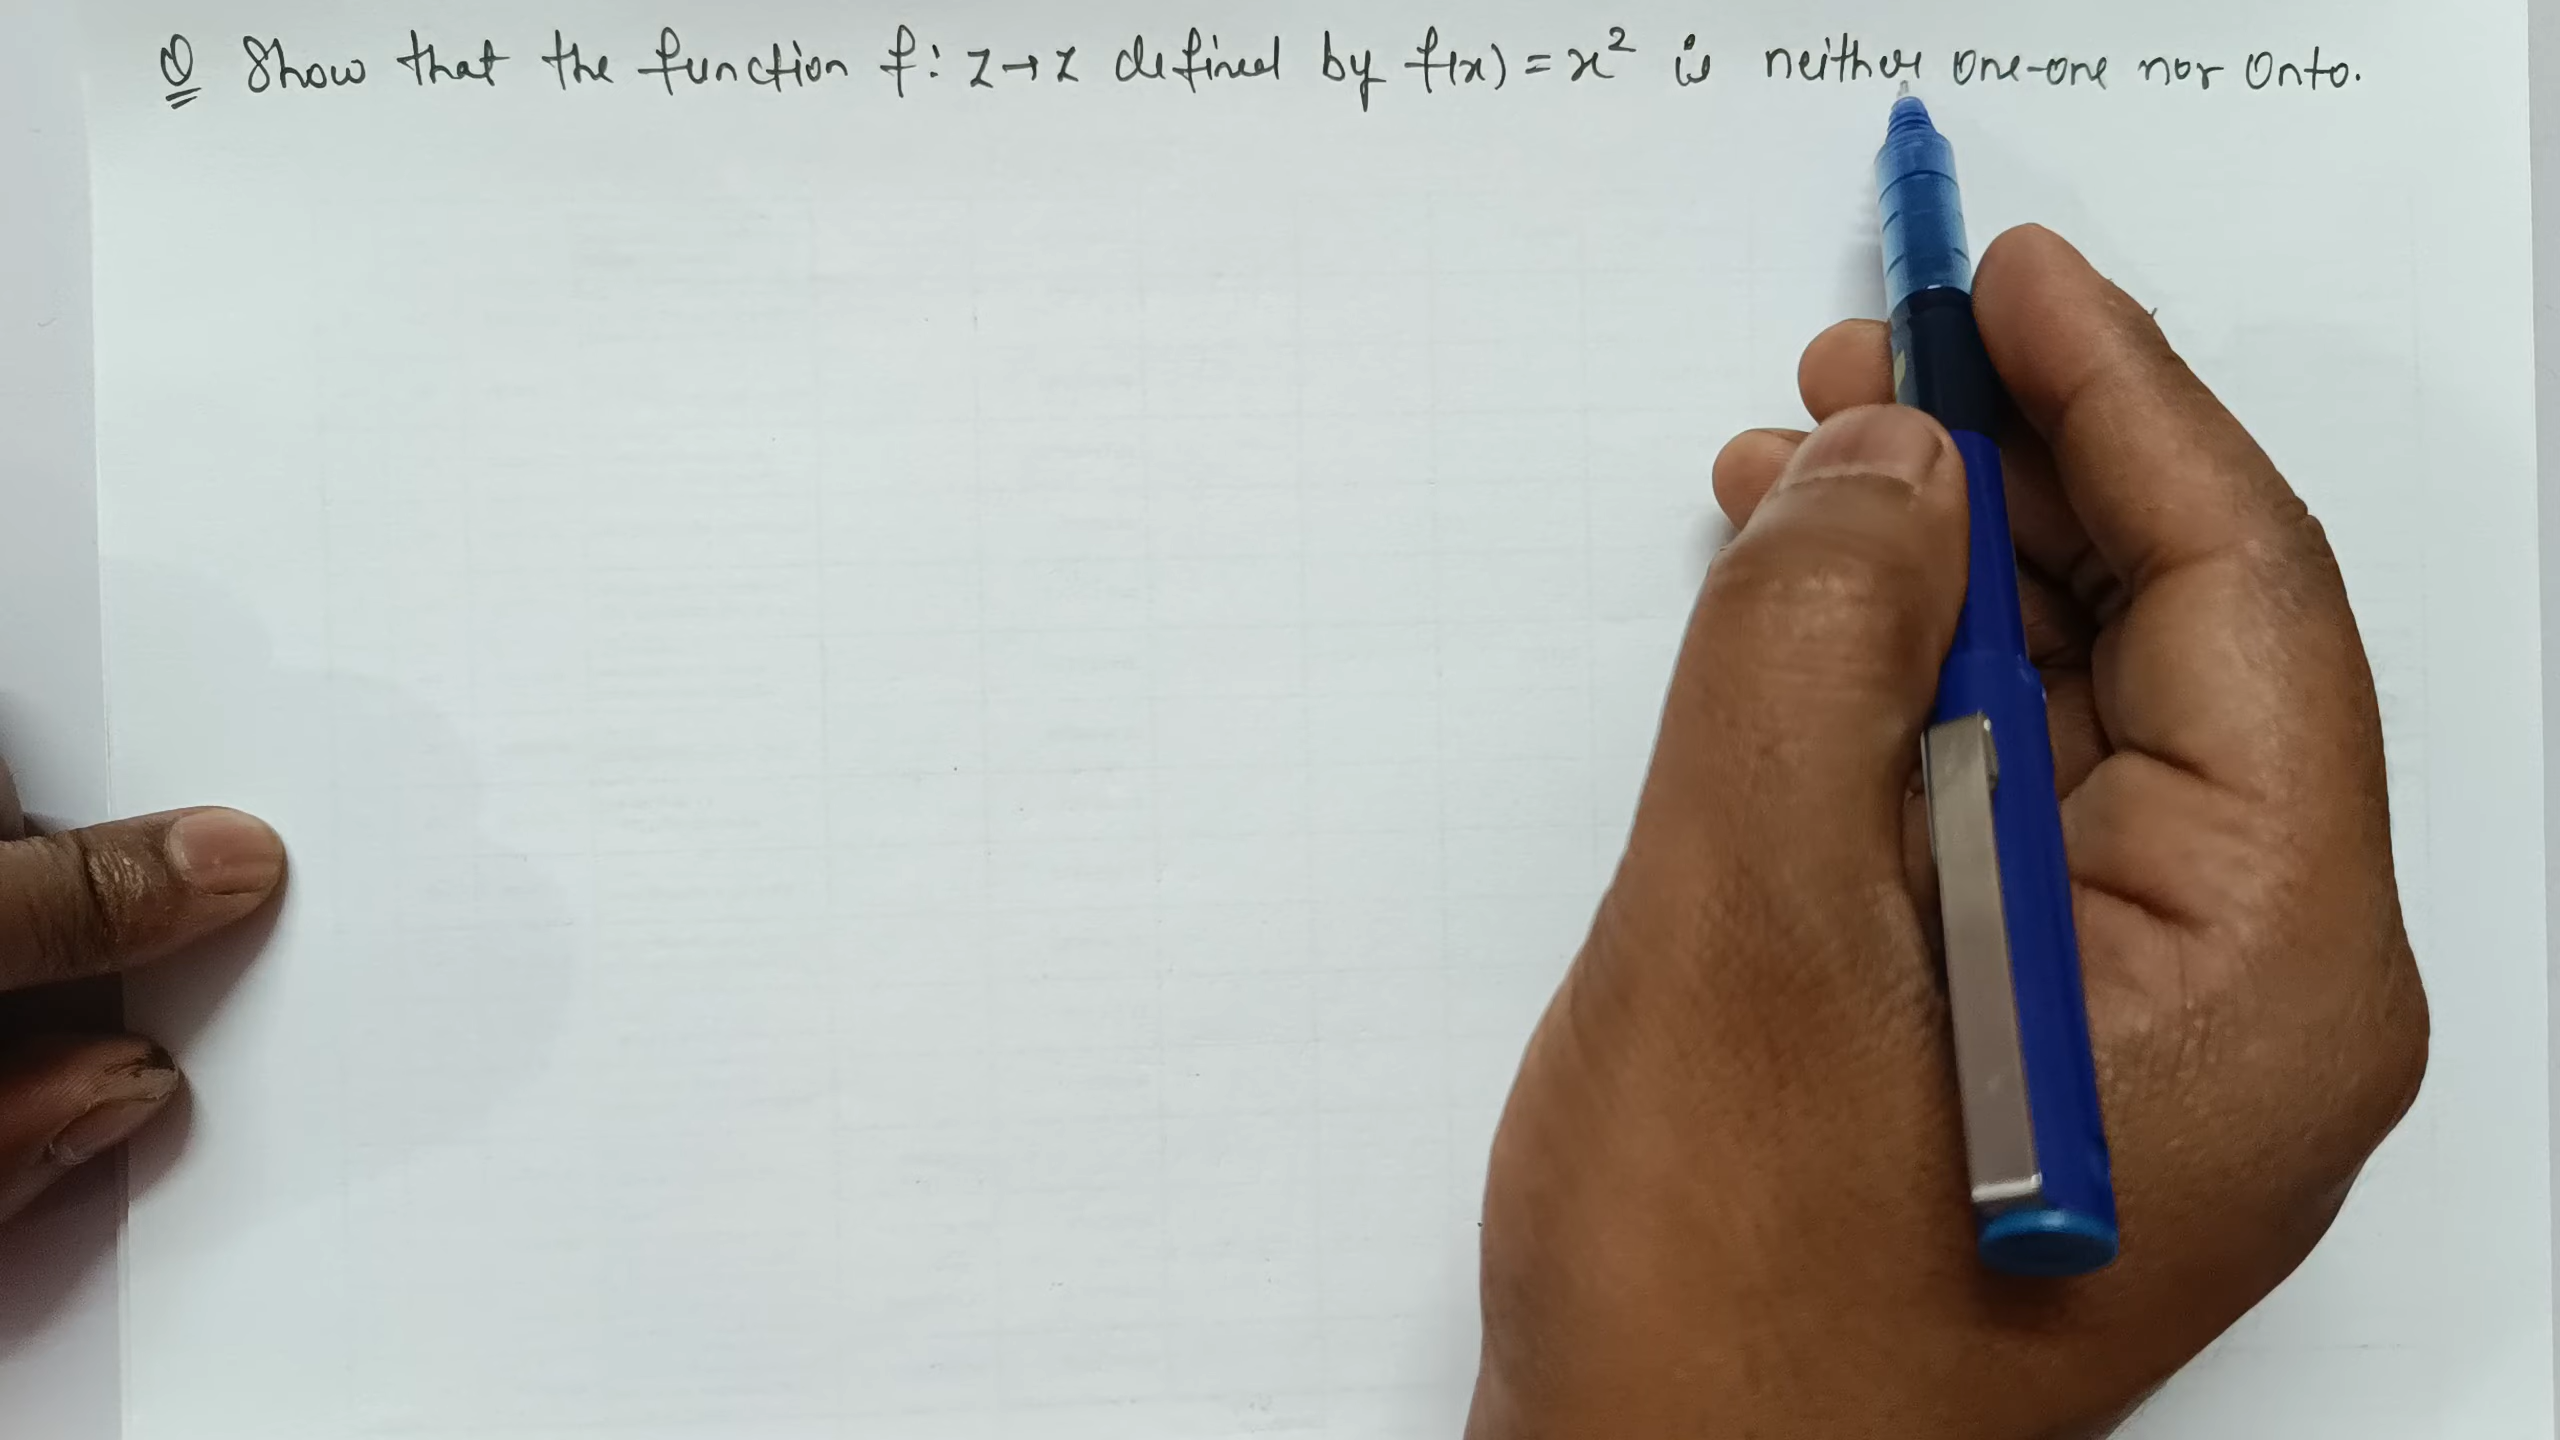 Q Show that the function f: Z→Z defined by f(x) = x² is neither one-one nor onto.